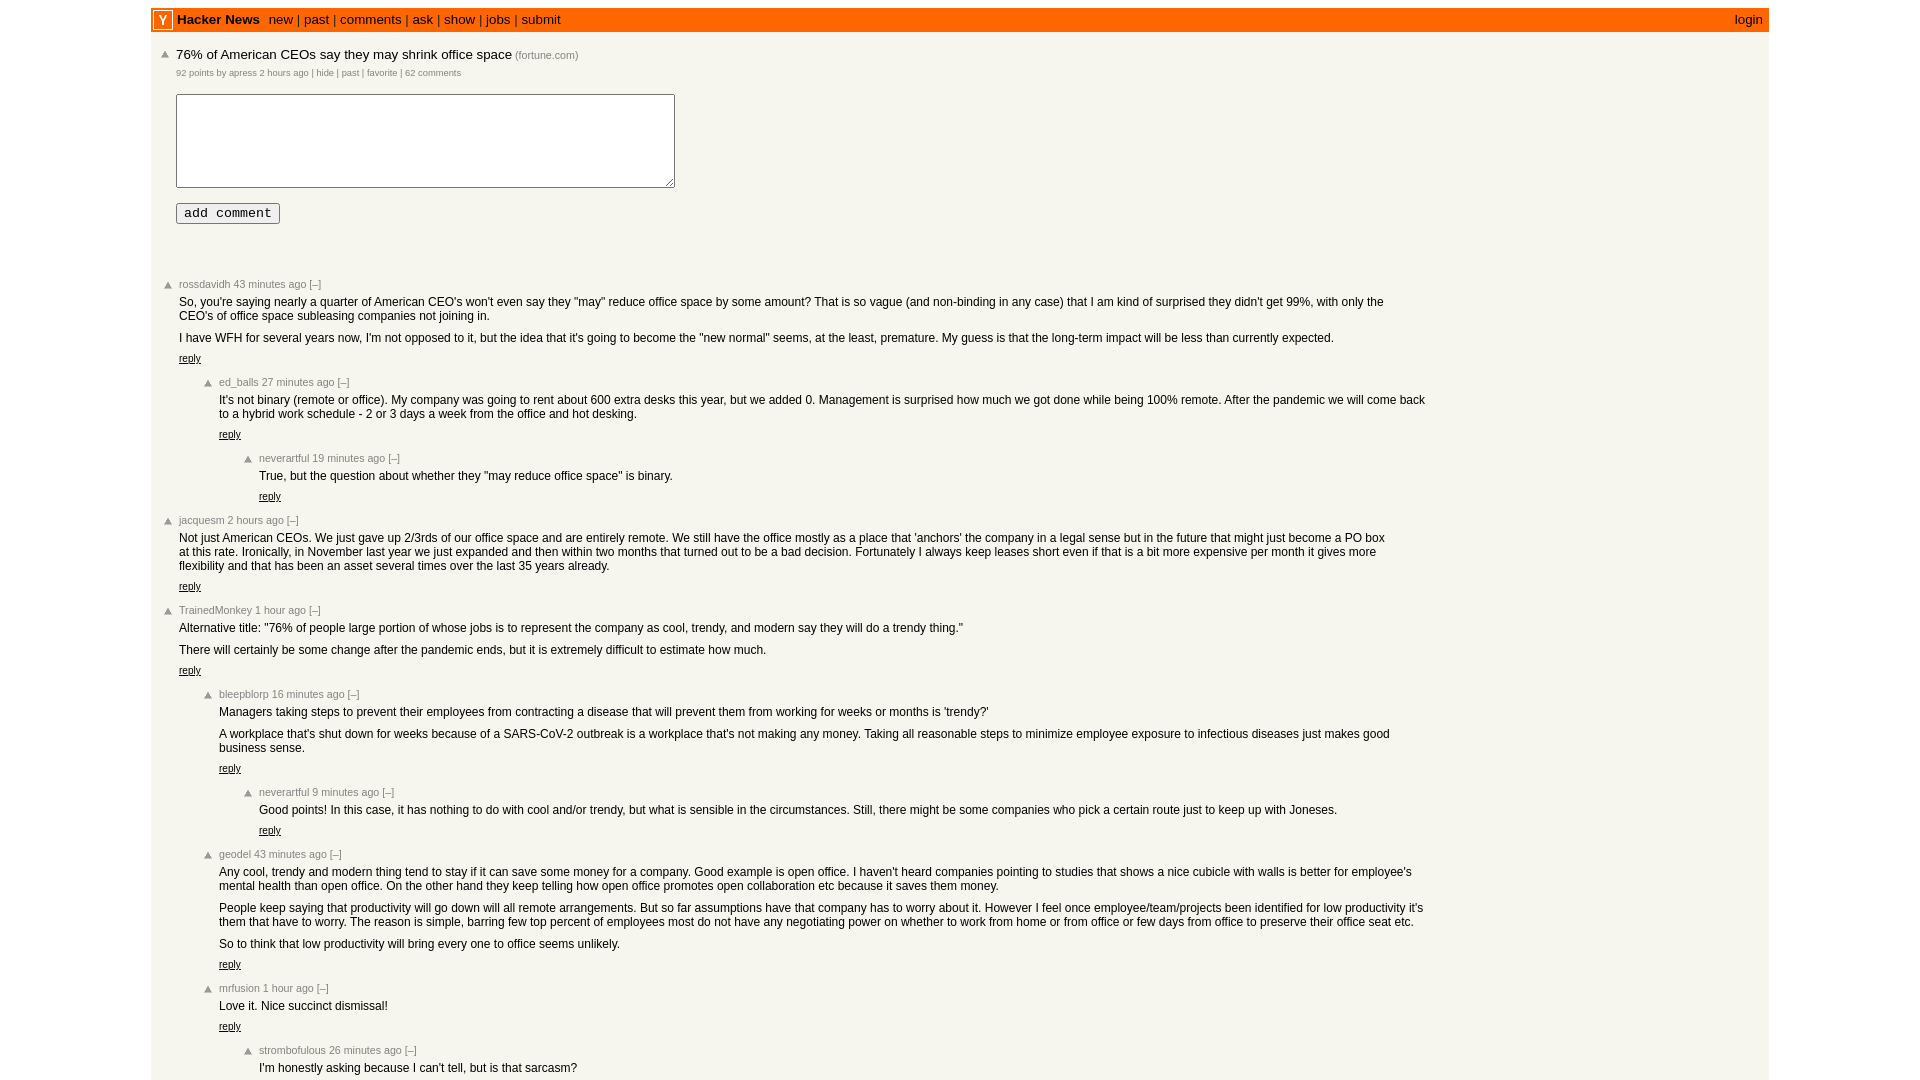 Y Hacker News new | past | comments | ask | show | jobs | submit login
76% of American CEOs say they may shrink office space (fortune.com)
92 points by apress 2 hours ago | hide | past | favorite | 62 comments
add comment
rossdavidh 43 minutes ago [–]
So, you're saying nearly a quarter of American CEO's won't even say they "may" reduce office space by some amount? That is so vague (and non-binding in any case) that I am kind of surprised they didn't get 99%, with only the
CEO's of office space subleasing companies not joining in.
I have WFH for several years now, I'm not opposed to it, but the idea that it's going to become the "new normal" seems, at the least, premature. My guess is that the long-term impact will be less than currently expected.
reply
ed_balls 27 minutes ago [–]
It's not binary (remote or office). My company was going to rent about 600 extra desks this year, but we added 0. Management is surprised how much we got done while being 100% remote. After the pandemic we will come back
to a hybrid work schedule - 2 or 3 days a week from the office and hot desking.
reply
neverartful 19 minutes ago [–]
True, but the question about whether they "may reduce office space" is binary.
reply
jacquesm 2 hours ago [–]
Not just American CEOs. We just gave up 2/3rds of our office space and are entirely remote. We still have the office mostly as a place that 'anchors' the company in a legal sense but in the future that might just become a PO box
at this rate. Ironically, in November last year we just expanded and then within two months that turned out to be a bad decision. Fortunately I always keep leases short even if that is a bit more expensive per month it gives more
flexibility and that has been an asset several times over the last 35 years already.
reply
TrainedMonkey 1 hour ago [–]
Alternative title: "76% of people large portion of whose jobs is to represent the company as cool, trendy, and modern say they will do a trendy thing."
There will certainly be some change after the pandemic ends, but it is extremely difficult to estimate how much.
reply
bleepblorp 16 minutes ago [–]
Managers taking steps to prevent their employees from contracting a disease that will prevent them from working for weeks or months is 'trendy?'
A workplace that's shut down for weeks because of a SARS-CoV-2 outbreak is a workplace that's not making any money. Taking all reasonable steps to minimize employee exposure to infectious diseases just makes good
business sense.
reply
neverartful 9 minutes ago [–]
Good points! In this case, it has nothing to do with cool and/or trendy, but what is sensible in the circumstances. Still, there might be some companies who pick a certain route just to keep up with Joneses.
reply
geodel 43 minutes ago [–]
Any cool, trendy and modern thing tend to stay if it can save some money for a company. Good example is open office. I haven't heard companies pointing to studies that shows a nice cubicle with walls is better for employee's
mental health than open office. On the other hand they keep telling how open office promotes open collaboration etc because it saves them money.
People keep saying that productivity will go down will all remote arrangements. But so far assumptions have that company has to worry about it. However I feel once employee/team/projects been identified for low productivity it's
them that have to worry. The reason is simple, barring few top percent of employees most do not have any negotiating power on whether to work from home or from office or few days from office to preserve their office seat etc.
So to think that low productivity will bring every one to office seems unlikely.
reply
mrfusion 1 hour ago [–]
Love it. Nice succinct dismissal!
reply
strombofulous 26 minutes ago [–]
I'm honestly asking because I can't tell, but is that sarcasm?